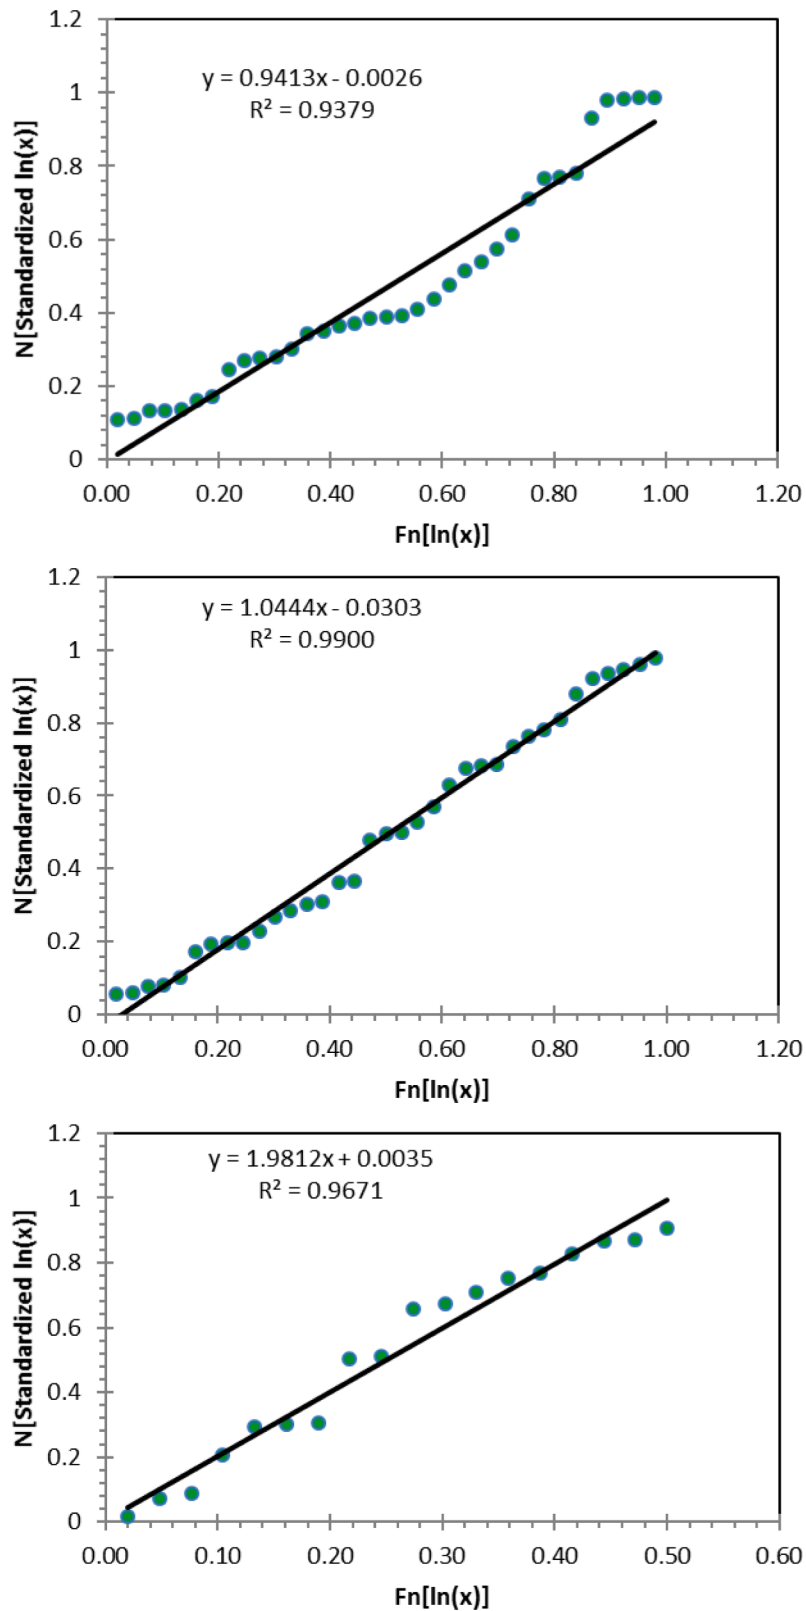 1.2
y = 0.9413x - 0.0026
R² = 0.9379
1
0.8
0.6
0.4
0.2
0
N[Standardized ln(x)]
0.00 0.20 0.40 0.60 0.80 1.00 1.20
Fn[ln(x)]
1.2
y = 1.0444x - 0.0303
R² = 0.9900
1
0.8
0.6
0.4
0.2
0
N[Standardized ln(x)]
0.00 0.20 0.40 0.60 0.80 1.00 1.20
Fn[ln(x)]
1.2
y = 1.9812x + 0.0035
R² = 0.9671
1
0.8
0.6
0.4
0.2
0
N[Standardized ln(x)]
0.00 0.10 0.20 0.30 0.40 0.50 0.60
Fn[ln(x)]